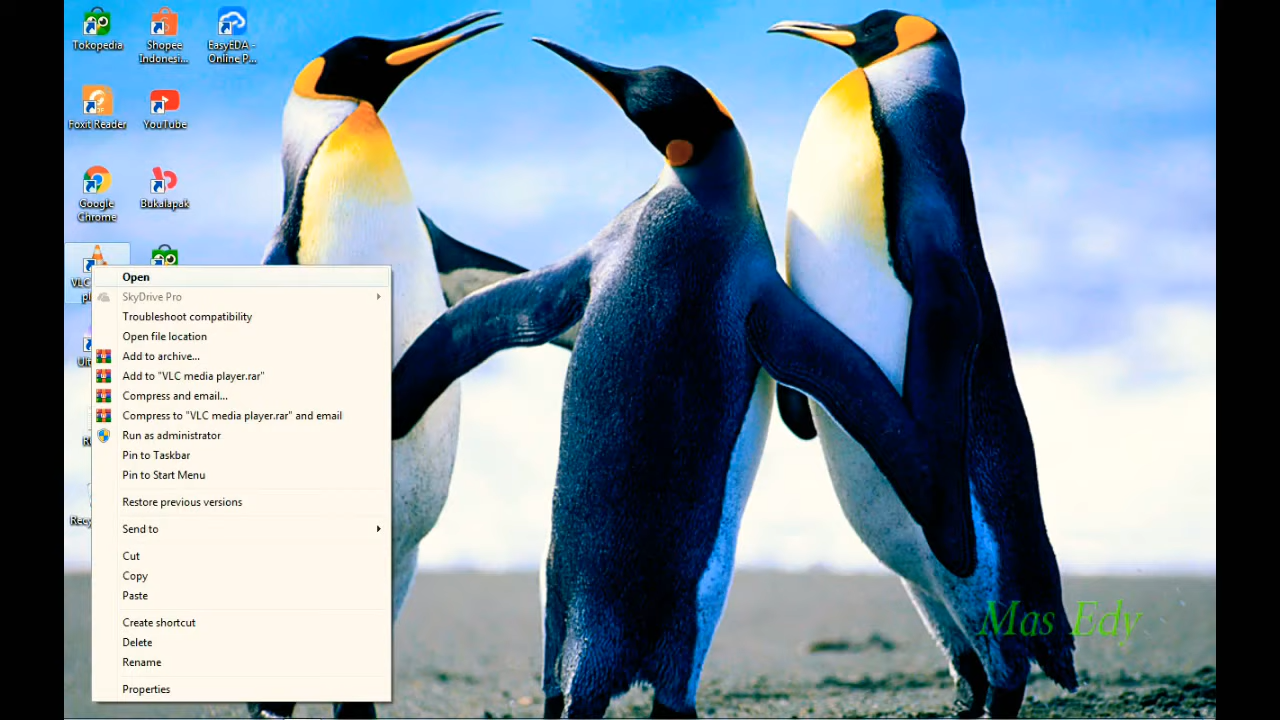 Tokopedia
Shopee
Indonesi...
EasyEDA -
Online P...
Foxit Reader
YouTube
Google
Chrome
Bukalapak
VLC
Open
SkyDrive Pro
Troubleshoot compatibility
Open file location
Add to archive...
Add to "VLC media player.rar"
Compress and email...
Compress to "VLC media player.rar" and email
Run as administrator
Pin to Taskbar
Pin to Start Menu
Restore previous versions
Send to
Cut
Copy
Paste
Create shortcut
Delete
Rename
Properties
Mas Edy